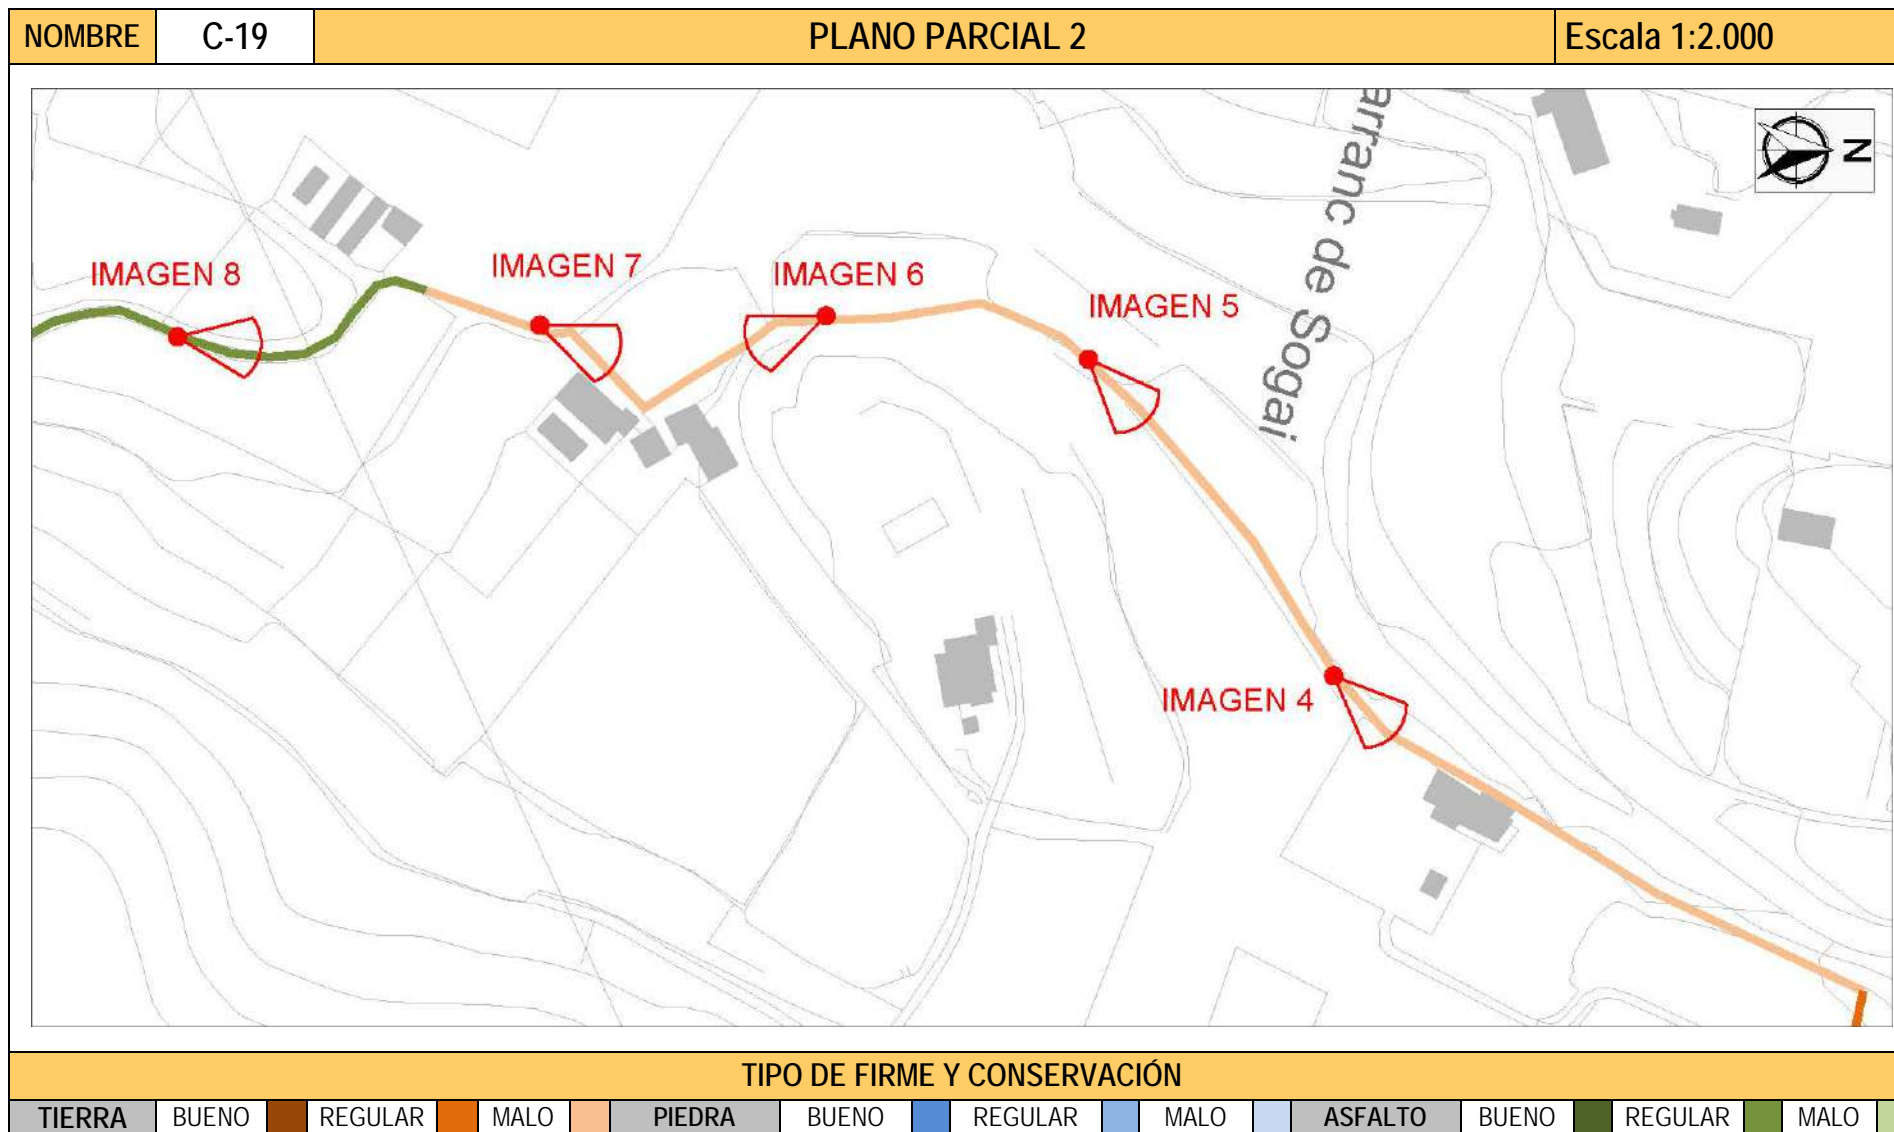 NOMBRE C-19 PLANO PARCIAL 2 Escala 1:2.000
arranc de Sogai
N
IMAGEN 8
IMAGEN 7
IMAGEN 6
IMAGEN 5
IMAGEN 4
TIPO DE FIRME Y CONSERVACIÓN
TIERRA BUENO REGULAR MALO PIEDRA BUENO REGULAR MALO ASFALTO BUENO REGULAR MALO